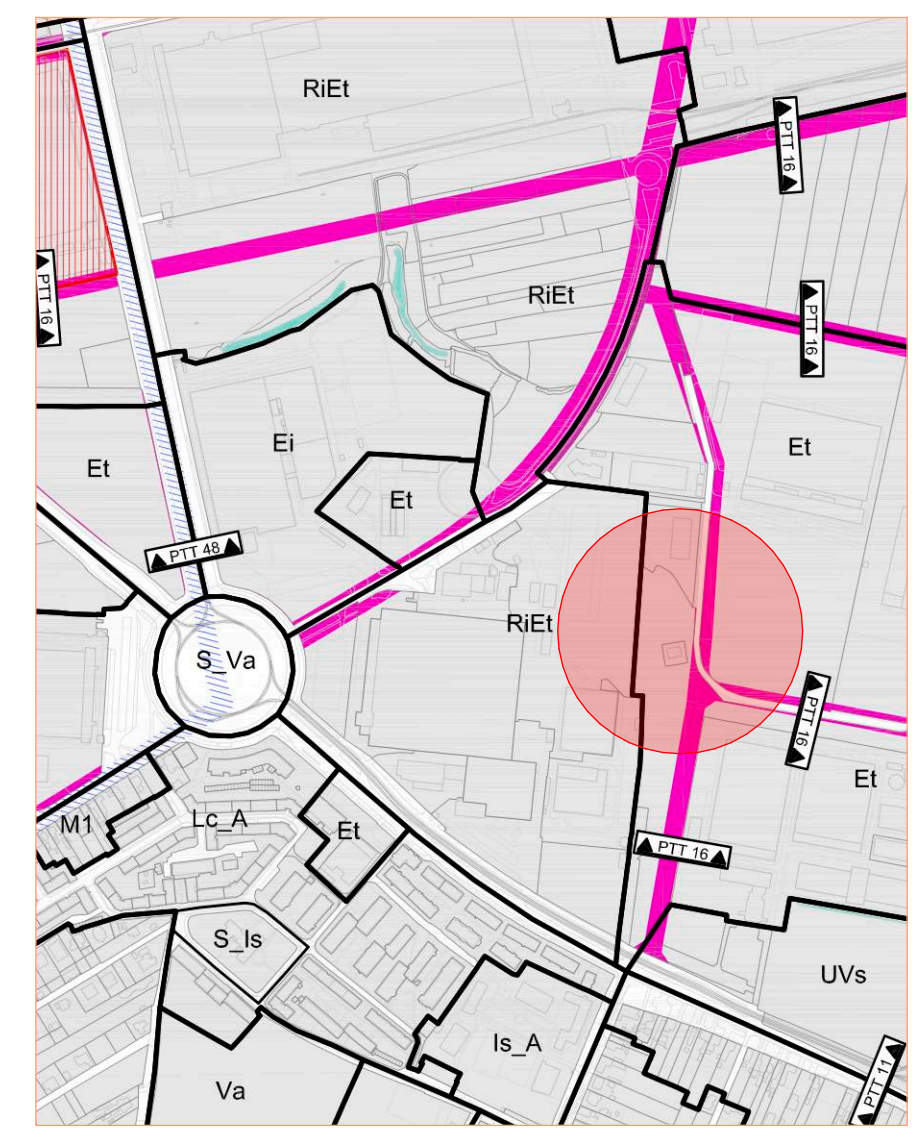 RiEt
PTT 16
PTT 16
RiEt
PTT 16
Ei
Et
Et
Et
PTT 48
RiEt
S_Va
PTT 16
Et
M1
Lc_A
Et
PTT 16
S_Is
UVs
Is_A
Va
PTT 11